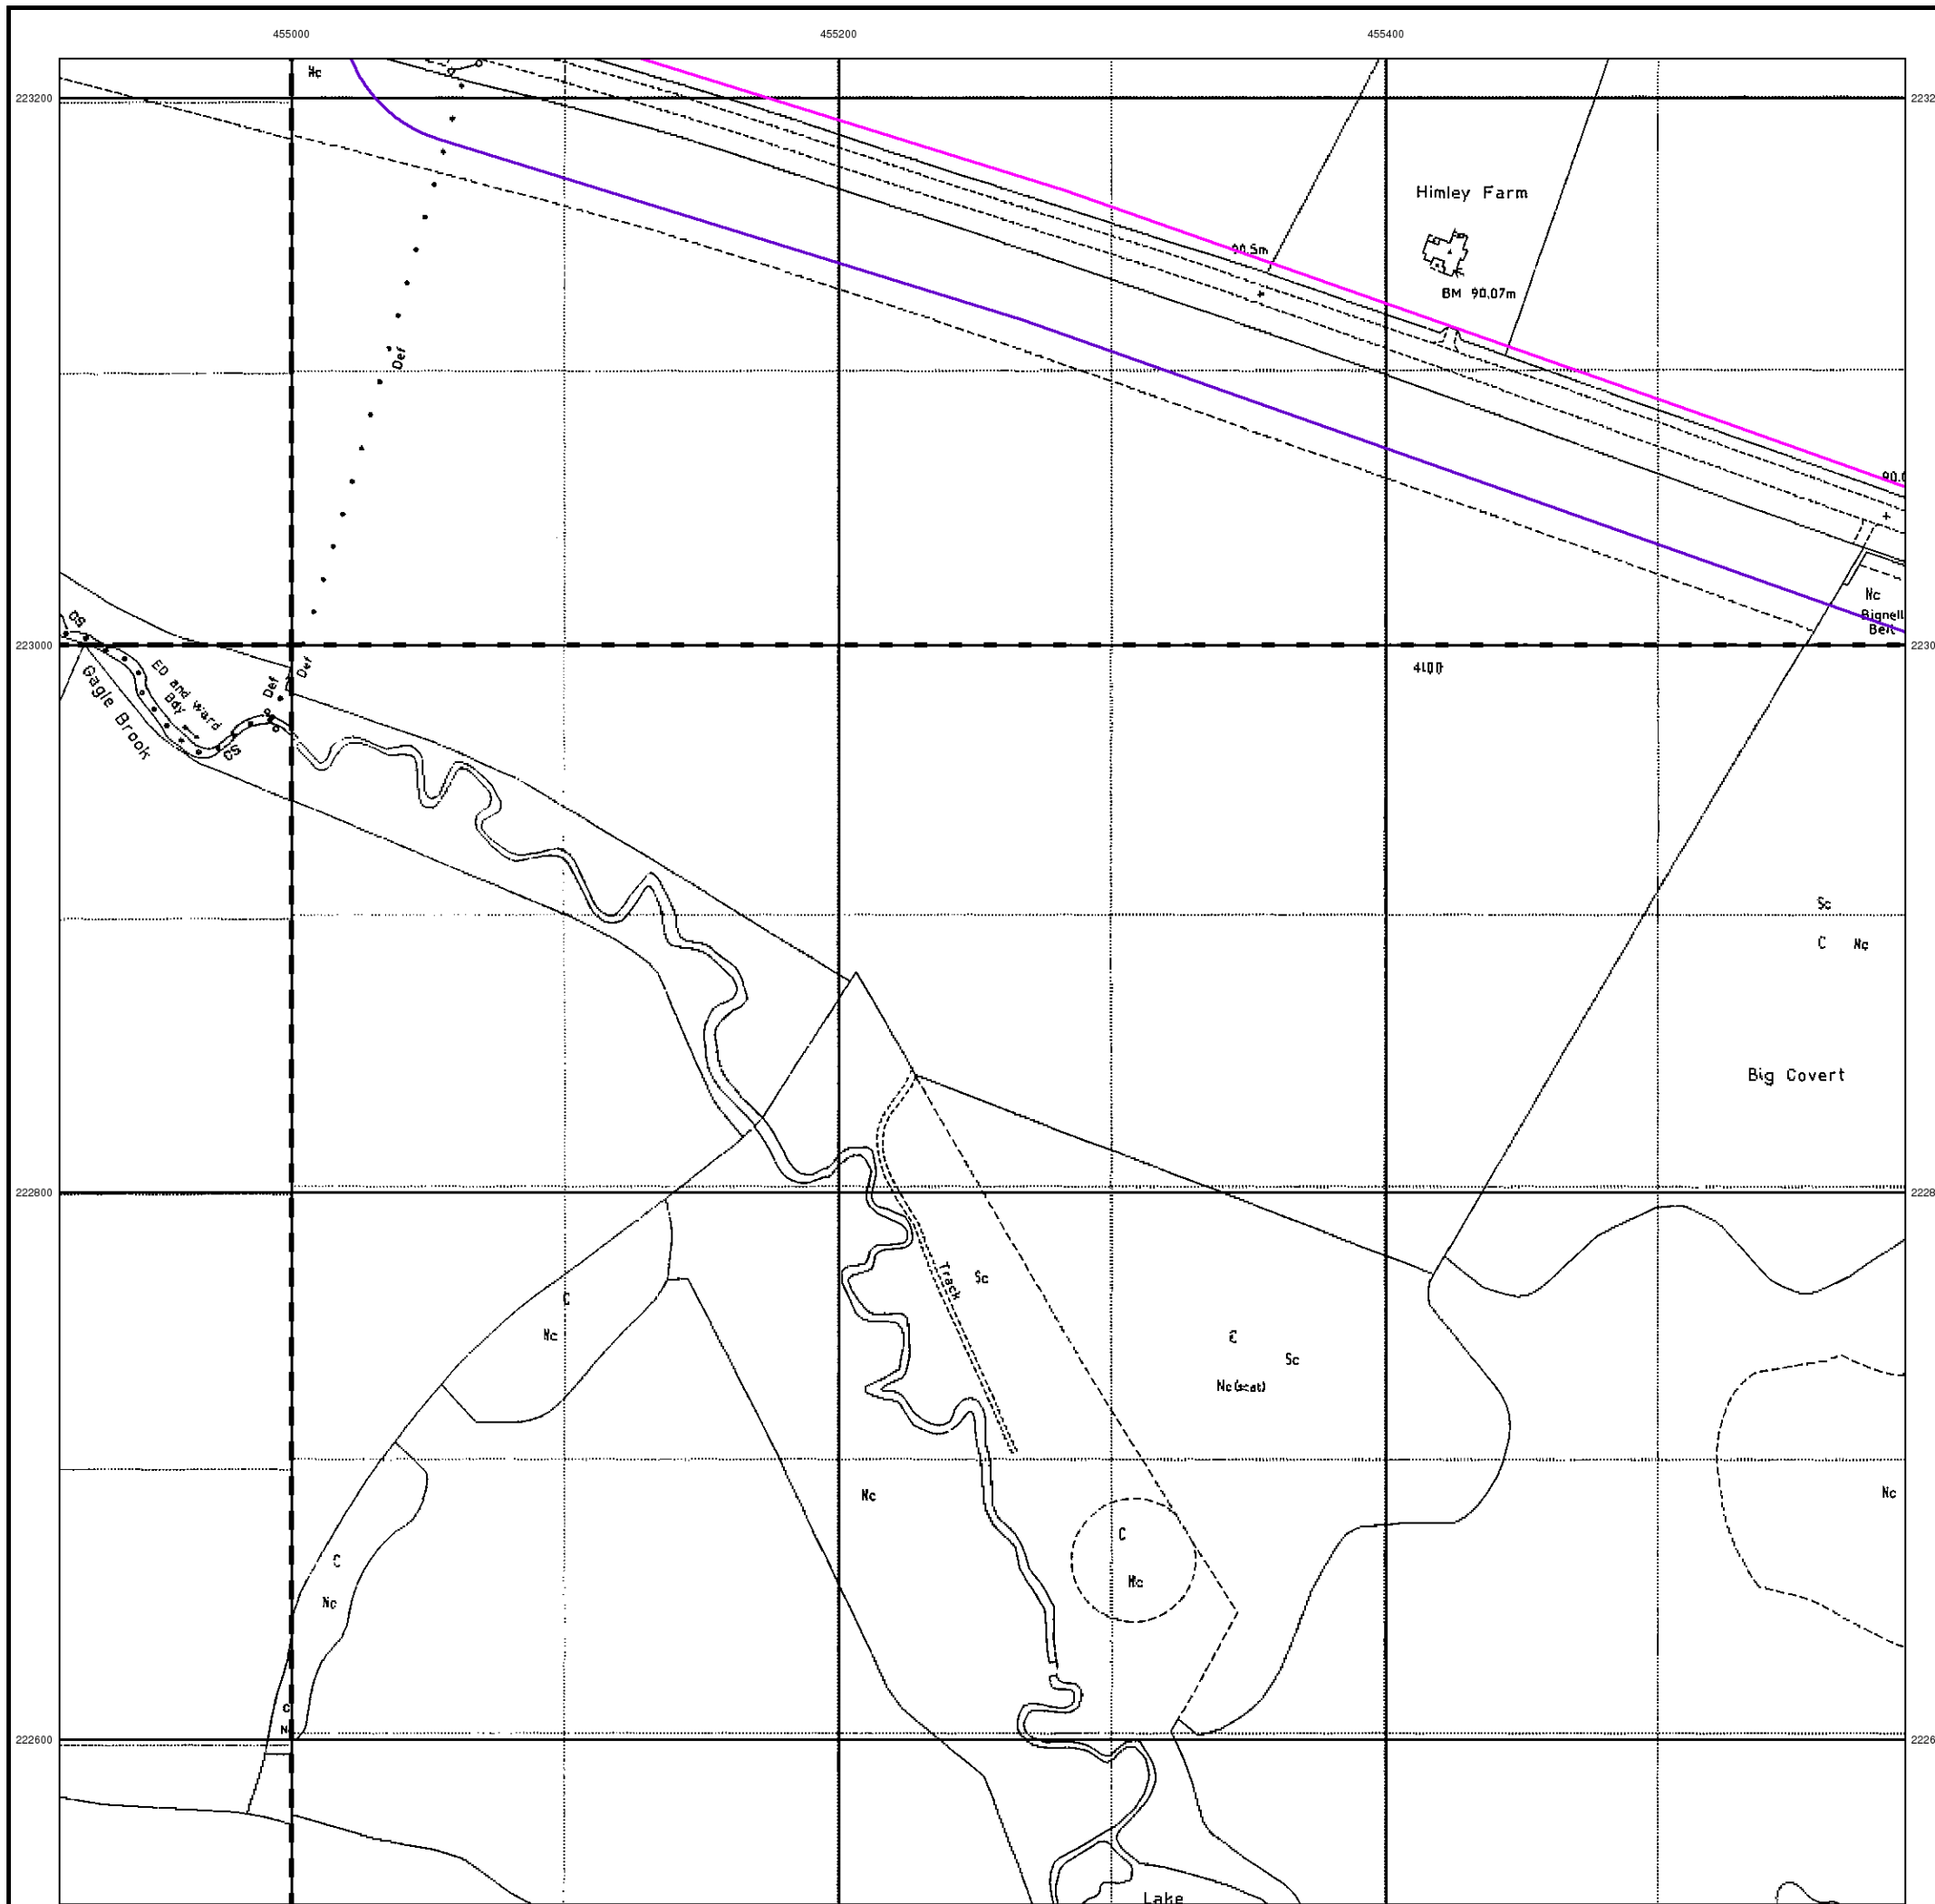 455000
455200
455400
Nc
223200
Himley Farm
90.5m
BM 90.07m
Def
Nc
Bignell
Belt
223000
SD
ED and ward
Bdy
Gagle Brook
Def
Def
4100
Sc
C Nc
Big Covert
222800
Track
Sc
C
Nc
C
Sc
Nc (scat)
Nc
Nc
C
Nc
C
Nc
C
222600
Lake